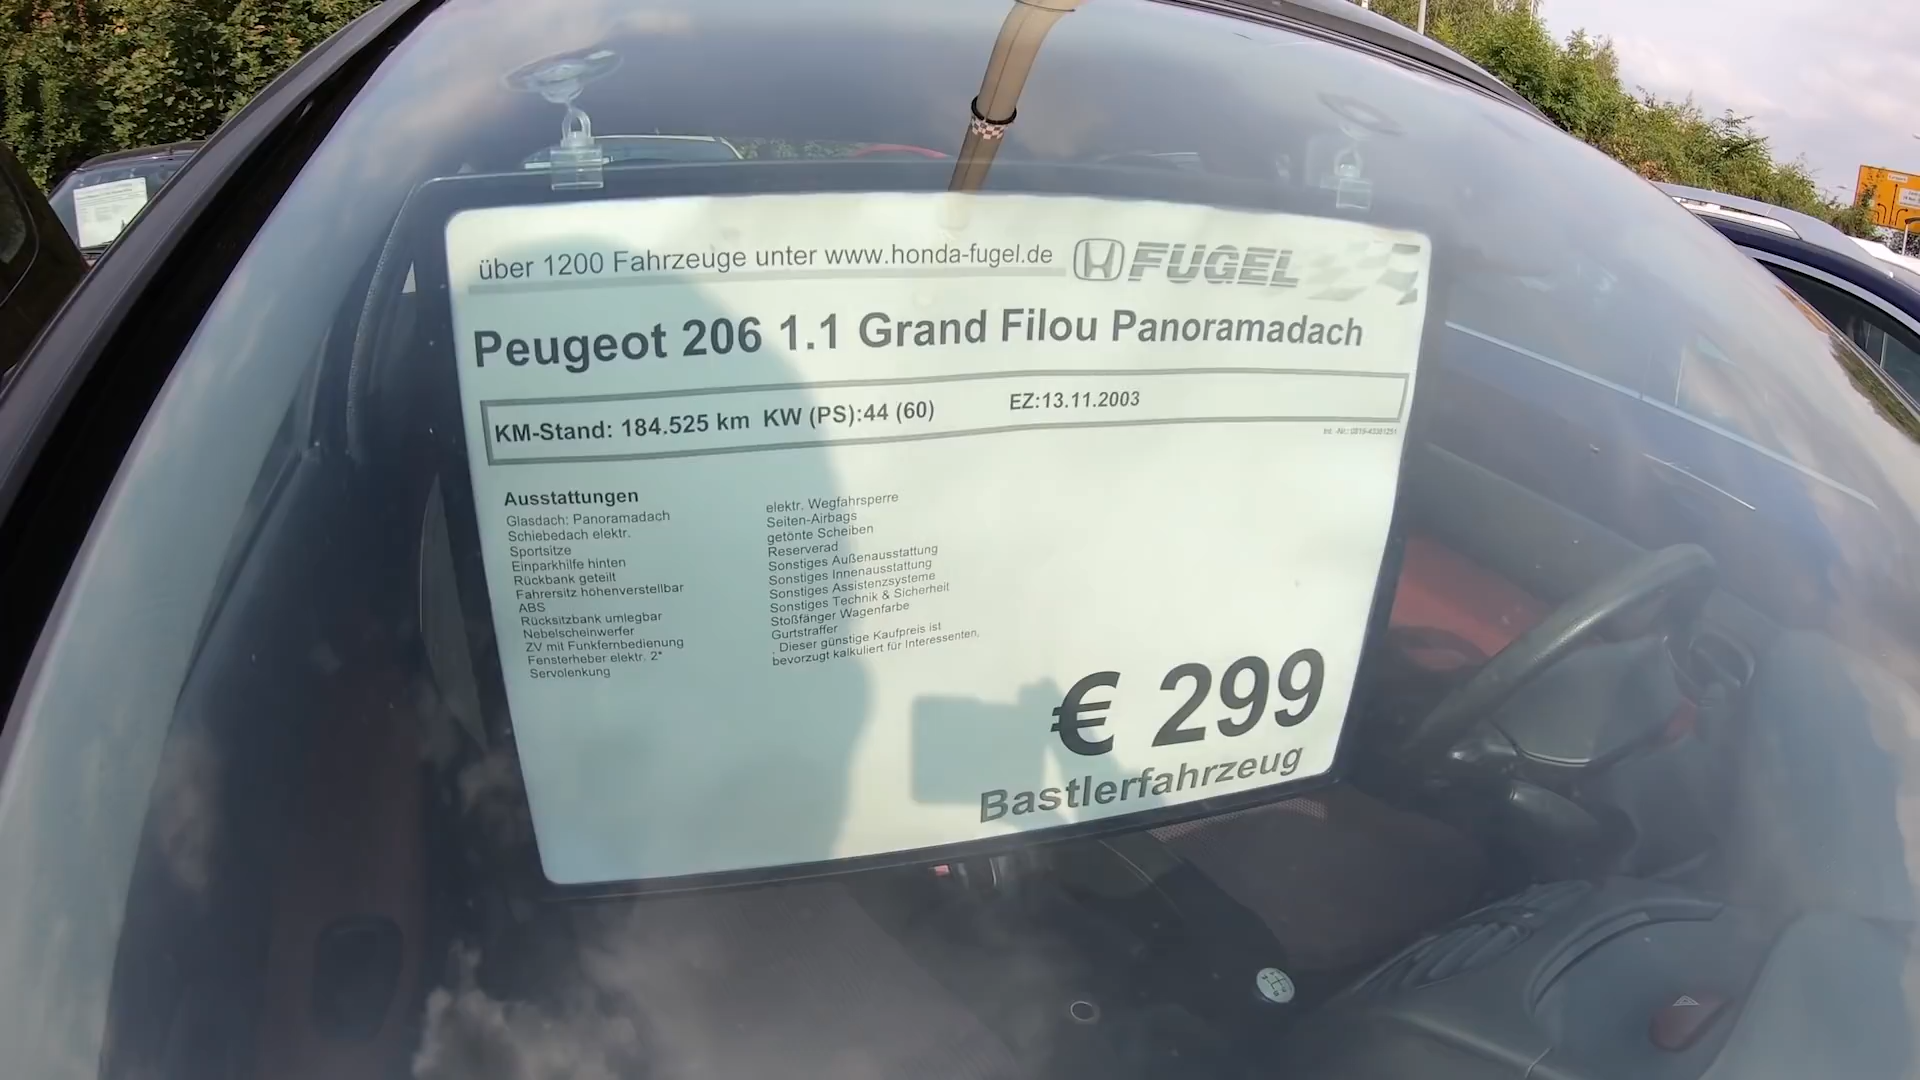 über 1200 Fahrzeuge unter www.honda-fugel.de FUGEL
Peugeot 206 1.1 Grand Filou Panoramadach
KM-Stand: 184.525 km KW (PS):44 (60) EZ:13.11.2003
Ausstattungen
Glasdach: Panoramadach
Schiebedach elektr.
Sportsitze
Einparkhilfe hinten
Rückbank geteilt
Fahrersitz höhenverstellbar
ABS
Rücksitzbank umlegbar
Nebelscheinwerfer
ZV mit Funkfernbedienung
Fensterheber elektr. 2*
Servolenkung
elektr. Wegfahrsperre
Seiten-Airbags
getönte Scheiben
Reserverad
Sonstiges Außenausstattung
Sonstiges Innenausstattung
Sonstiges Assistenzsysteme
Sonstiges Technik & Sicherheit
Stoßfänger Wagenfarbe
Gurtstraffer
. Dieser günstige Kaufpreis ist
bevorzugt kalkuliert für Interessenten,
€ 299
Bastlerfahrzeug